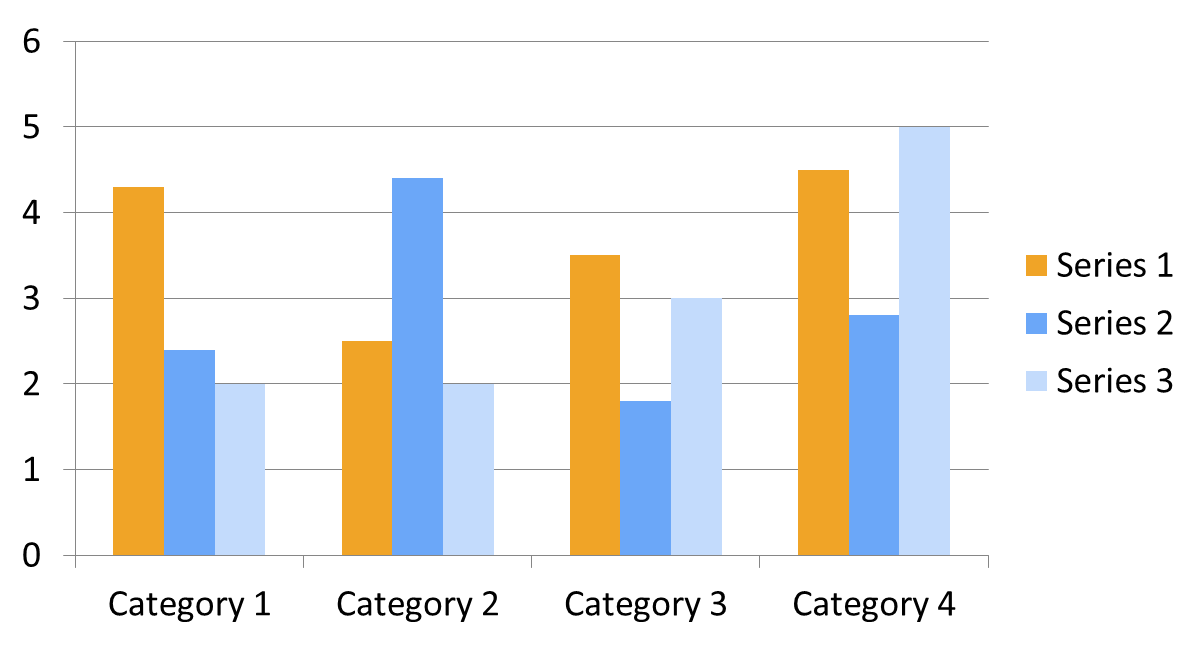 6
5
4
3
2
1
0
Category 1
Category 2
Category 3
Category 4
Series 1
Series 2
Series 3